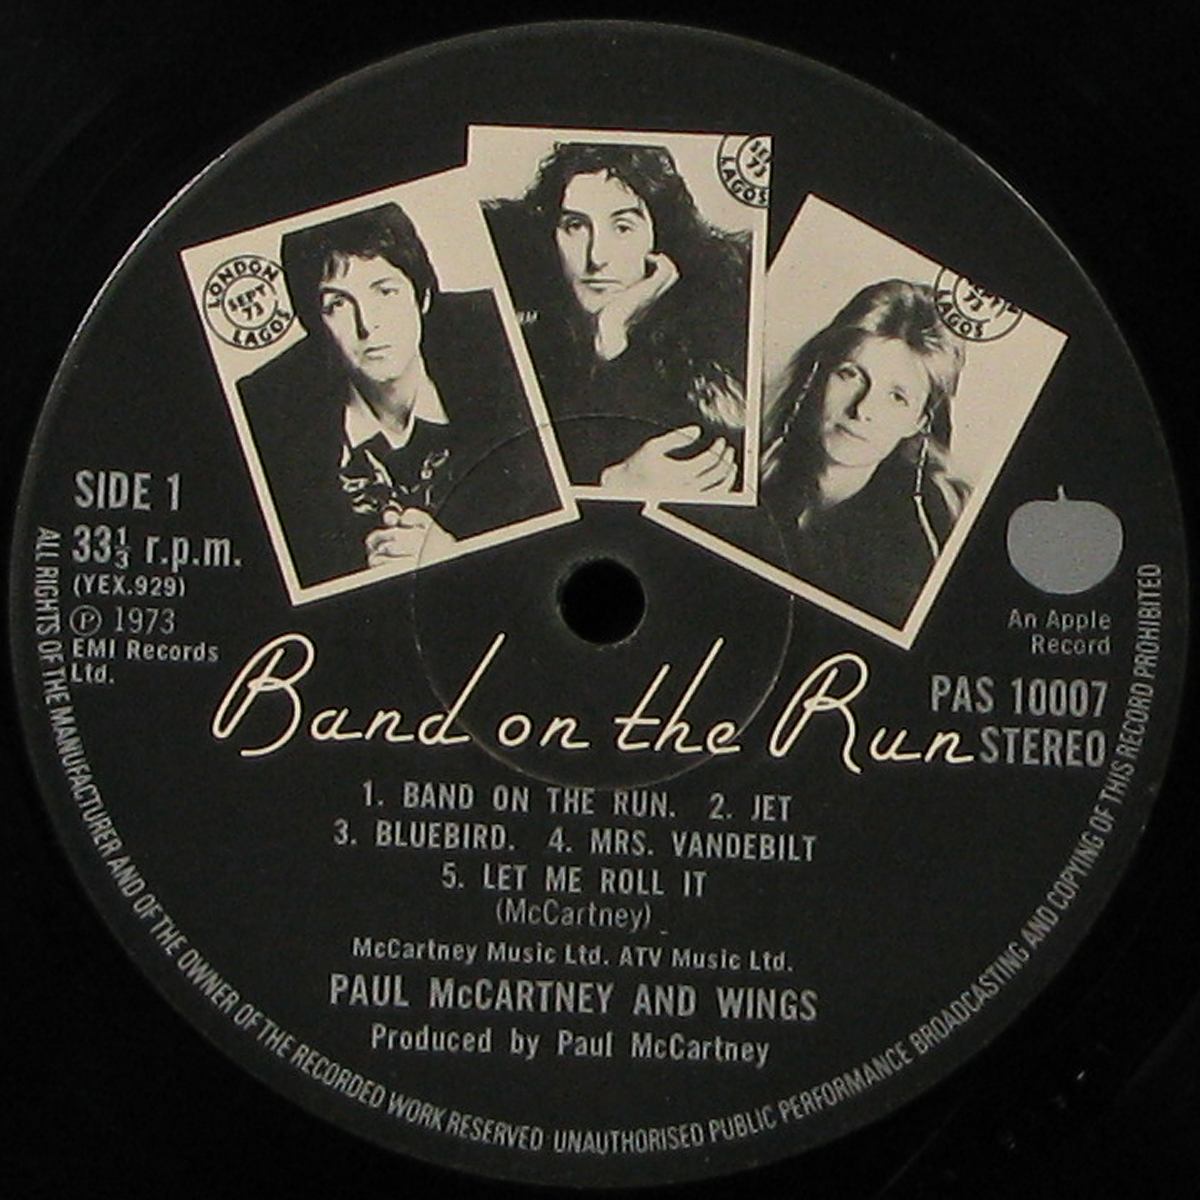 LONDON
SEPT
73
LAGOS
SEPT
73
LAGOS
73
LAGOS
SIDE 1
33⅓ r.p.m.
(YEX.929)
Ⓟ 1973
EMI Records
Ltd.
An Apple
Record
PAS 10007
STEREO
Band on the Run
1. BAND ON THE RUN. 2. JET
3. BLUEBIRD. 4. MRS. VANDEBILT
5. LET ME ROLL IT
(McCartney)
McCartney Music Ltd. ATV Music Ltd.
PAUL McCARTNEY AND WINGS
Produced by Paul McCartney
ALL RIGHTS OF THE MANUFACTURER AND OF THE OWNER OF THE RECORDED WORK RESERVED UNAUTHORISED PUBLIC PERFORMANCE BROADCASTING AND COPYING OF THIS RECORD PROHIBITED